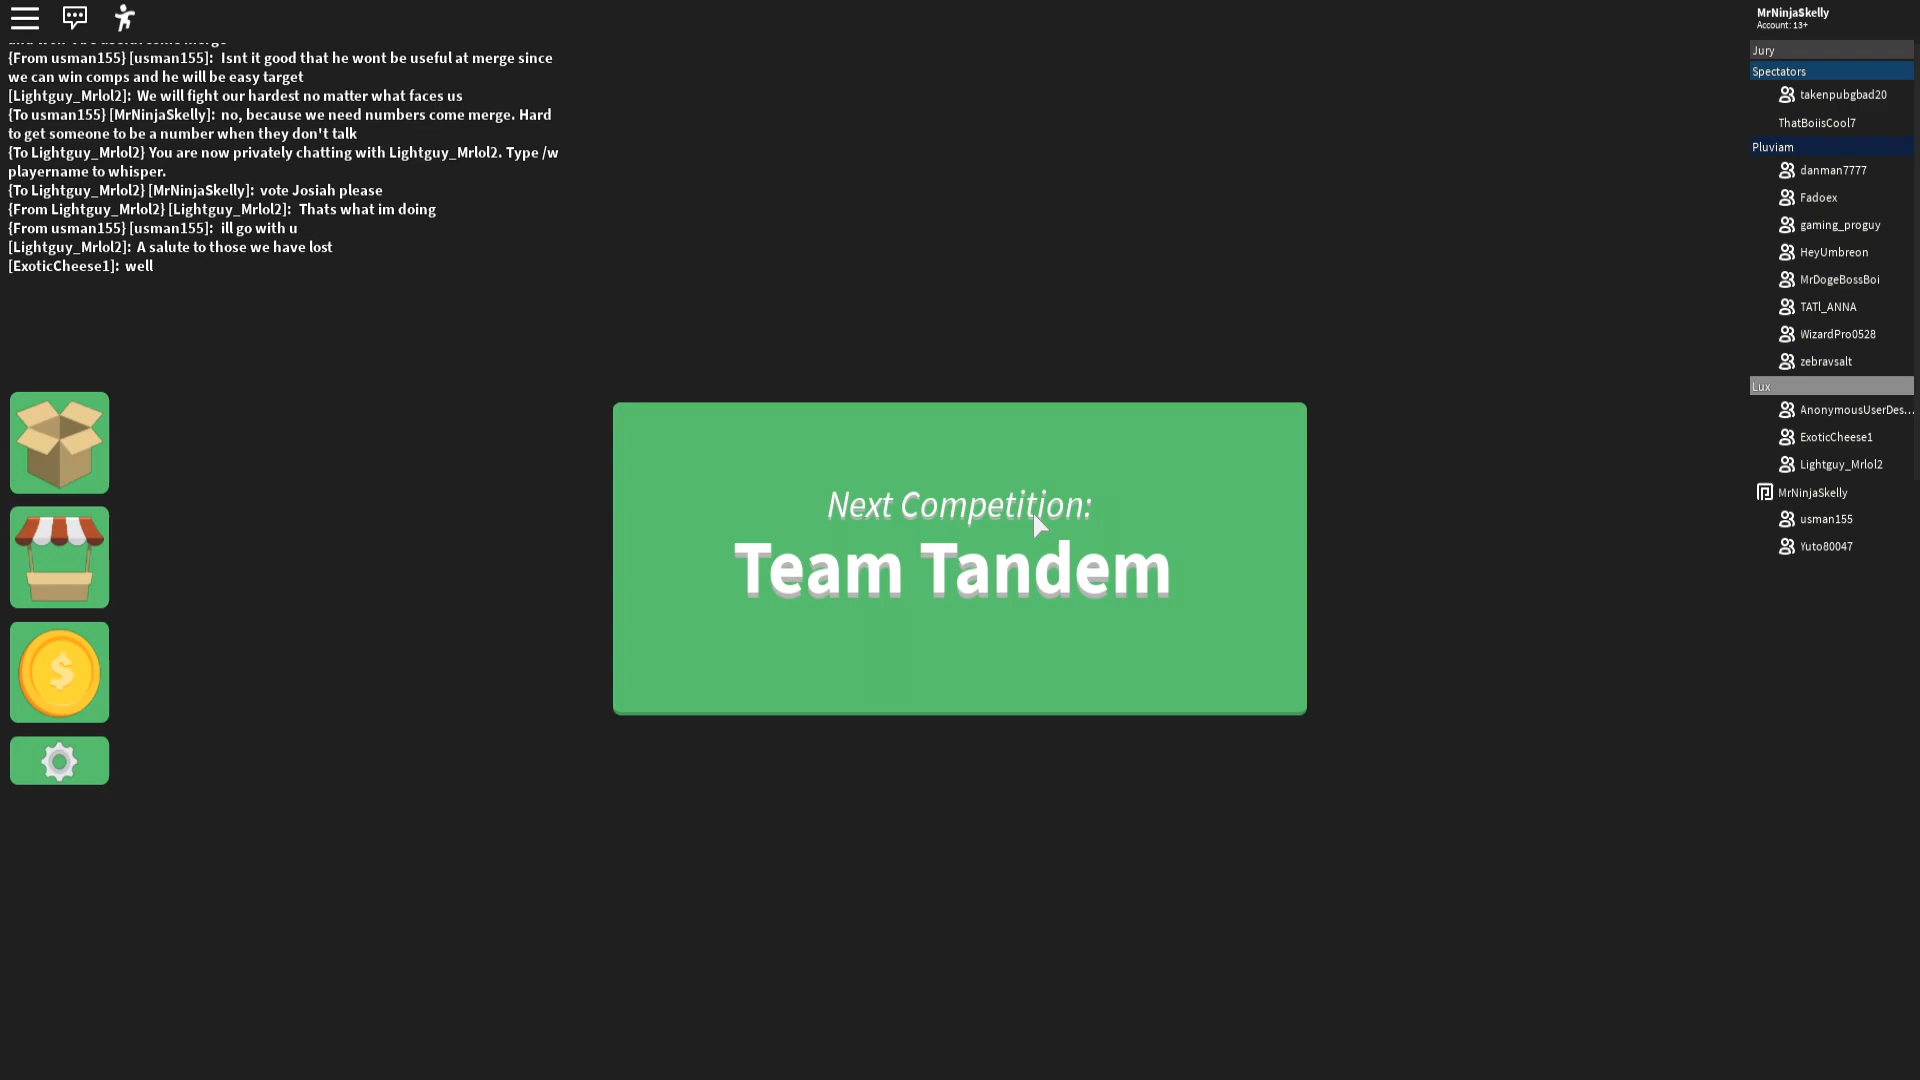 {From usman155} [usman155]: Isnt it good that he wont be useful at merge since
we can win comps and he will be easy target
[Lightguy_Mrlol2]: We will fight our hardest no matter what faces us
{To usman155} [MrNinjaSkelly]: no, because we need numbers come merge. Hard
to get someone to be a number when they don't talk
{To Lightguy_Mrlol2} You are now privately chatting with Lightguy_Mrlol2. Type /w
playername to whisper.
{To Lightguy_Mrlol2} [MrNinjaSkelly]: vote Josiah please
{From Lightguy_Mrlol2} [Lightguy_Mrlol2]: Thats what im doing
{From usman155} [usman155]: ill go with u
[Lightguy_Mrlol2]: A salute to those we have lost
[ExoticCheese1]: well
Next Competition:
Team Tandem
MrNinjaSkelly
Account: 13+
Jury
Spectators
takenpubgbad20
ThatBoiisCool7
Pluviam
danman7777
Fadoex
gaming_proguy
HeyUmbreon
MrDogeBossBoi
TATl_ANNA
WizardPro0528
zebravsalt
Lux
AnonymousUserDes...
ExoticCheese1
Lightguy_Mrlol2
MrNinjaSkelly
usman155
Yuto80047